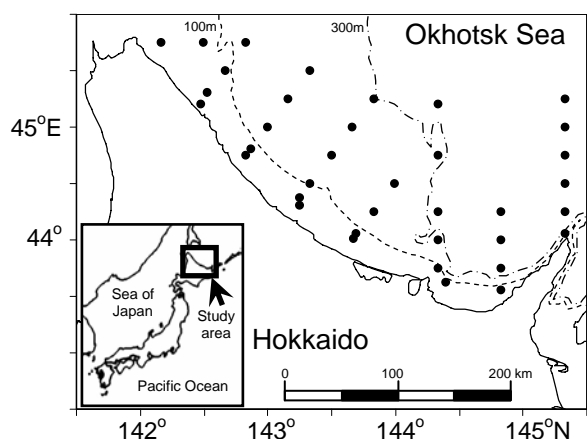 100m
300m
Okhotsk Sea
45°E
44°
Sea of
Japan
Study
area
Pacific Ocean
Hokkaido
0 100 200 km
142° 143° 144° 145°N